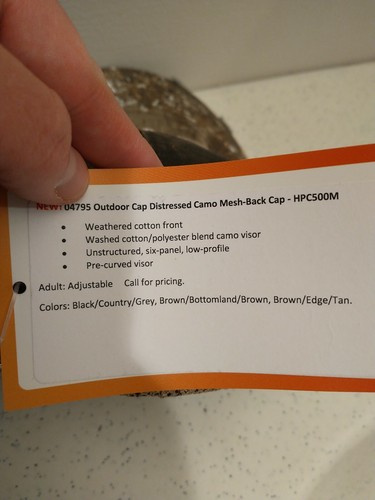 NEW! 04795 Outdoor Cap Distressed Camo Mesh-Back Cap - HPC500M
• Weathered cotton front
• Washed cotton/polyester blend camo visor
• Unstructured, six-panel, low-profile
• Pre-curved visor
Adult: Adjustable Call for pricing.
Colors: Black/Country/Grey, Brown/Bottomland/Brown, Brown/Edge/Tan.